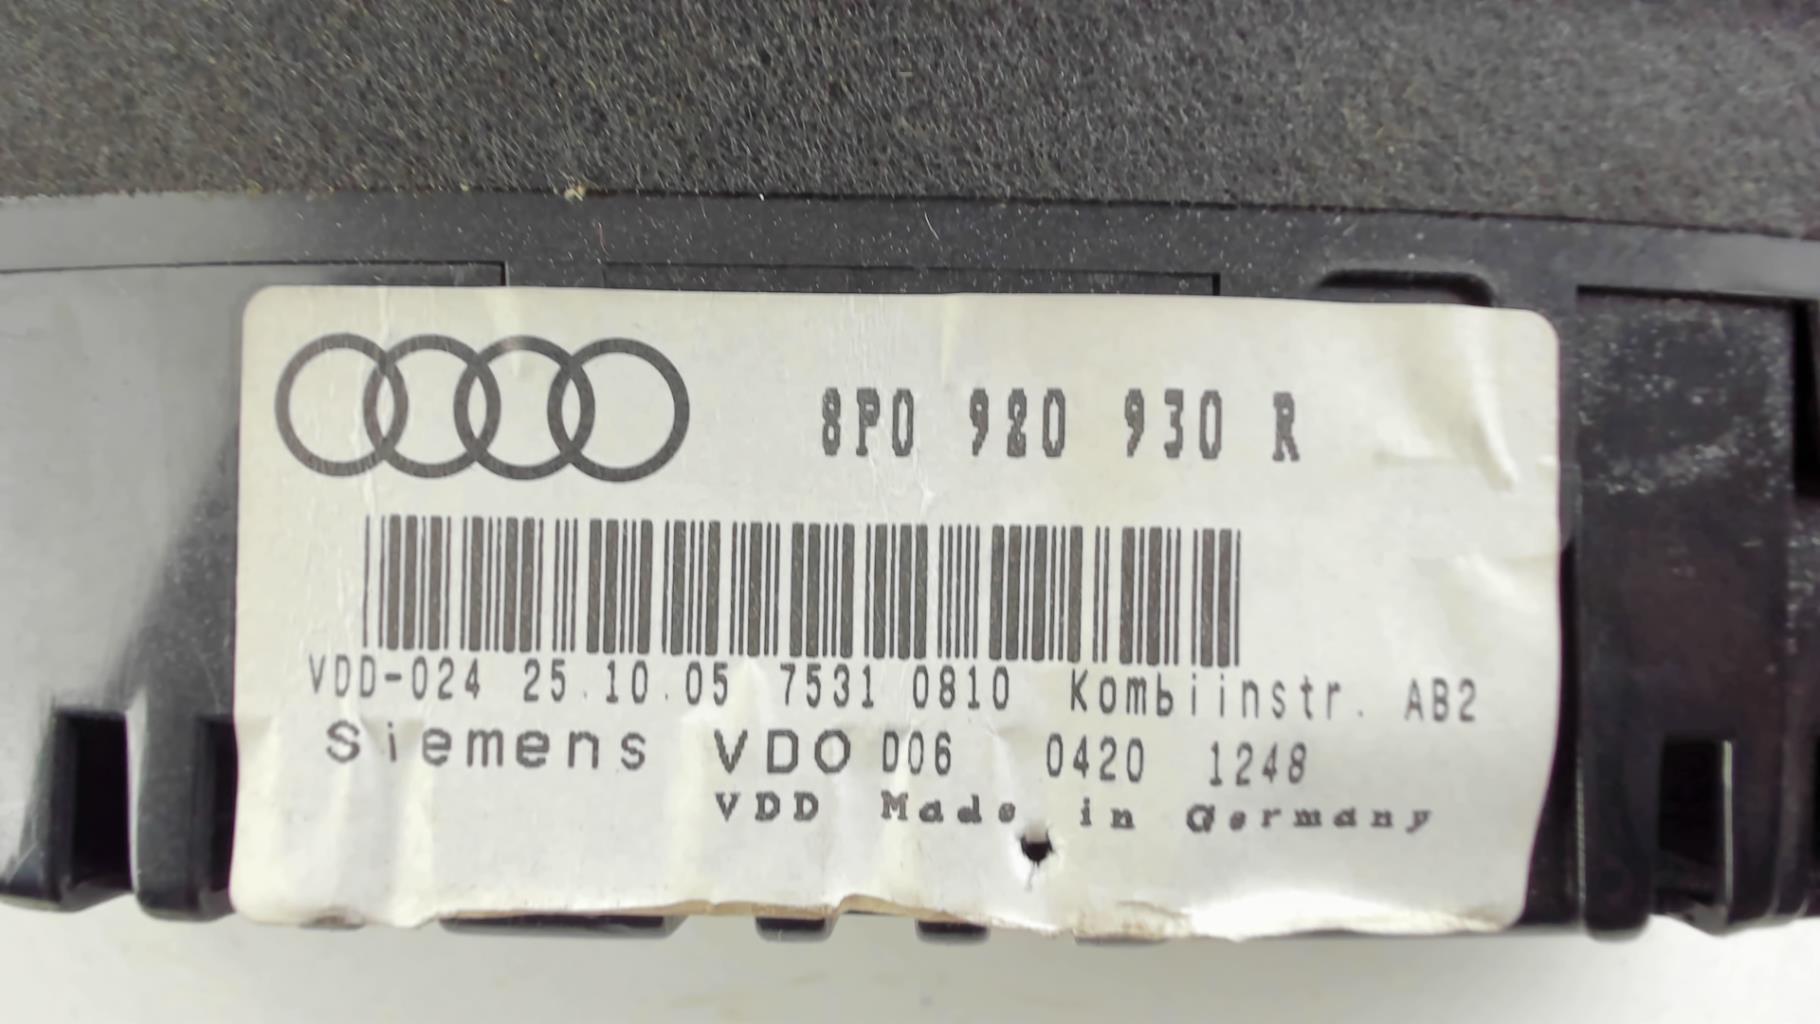 8P0 920 930 R
VDD-024 25.10.05 7531 0810 Kombiinstr. AB2
Siemens VDO D06 0420 1248
VDD Made in Germany